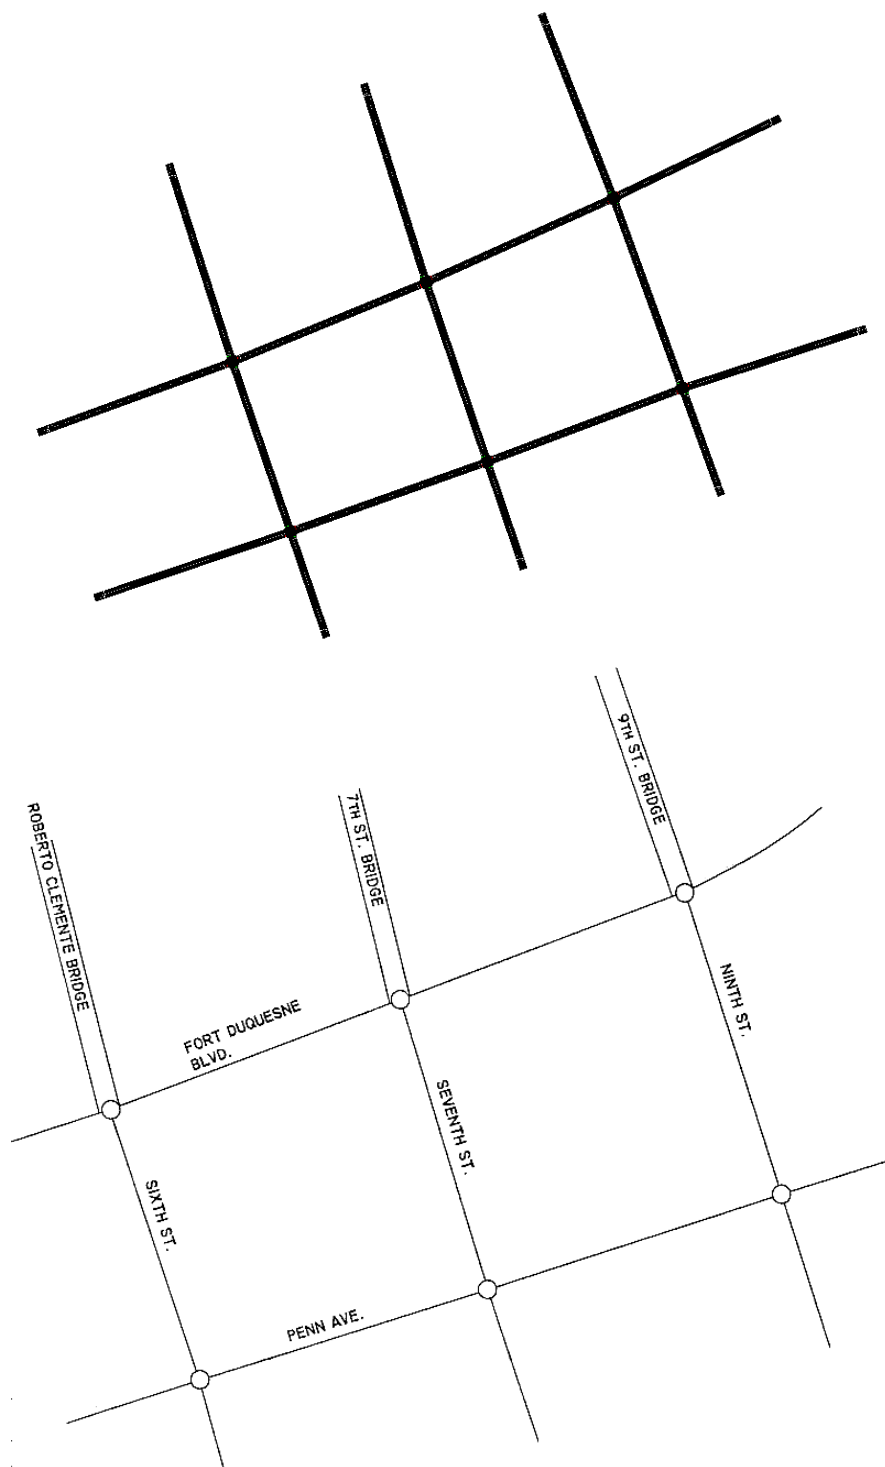 9TH ST. BRIDGE
7TH ST. BRIDGE
ROBERTO CLEMENTE BRIDGE
FORT DUQUESNE
BLVD.
NINTH ST.
SEVENTH ST.
SIXTH ST.
PENN AVE.